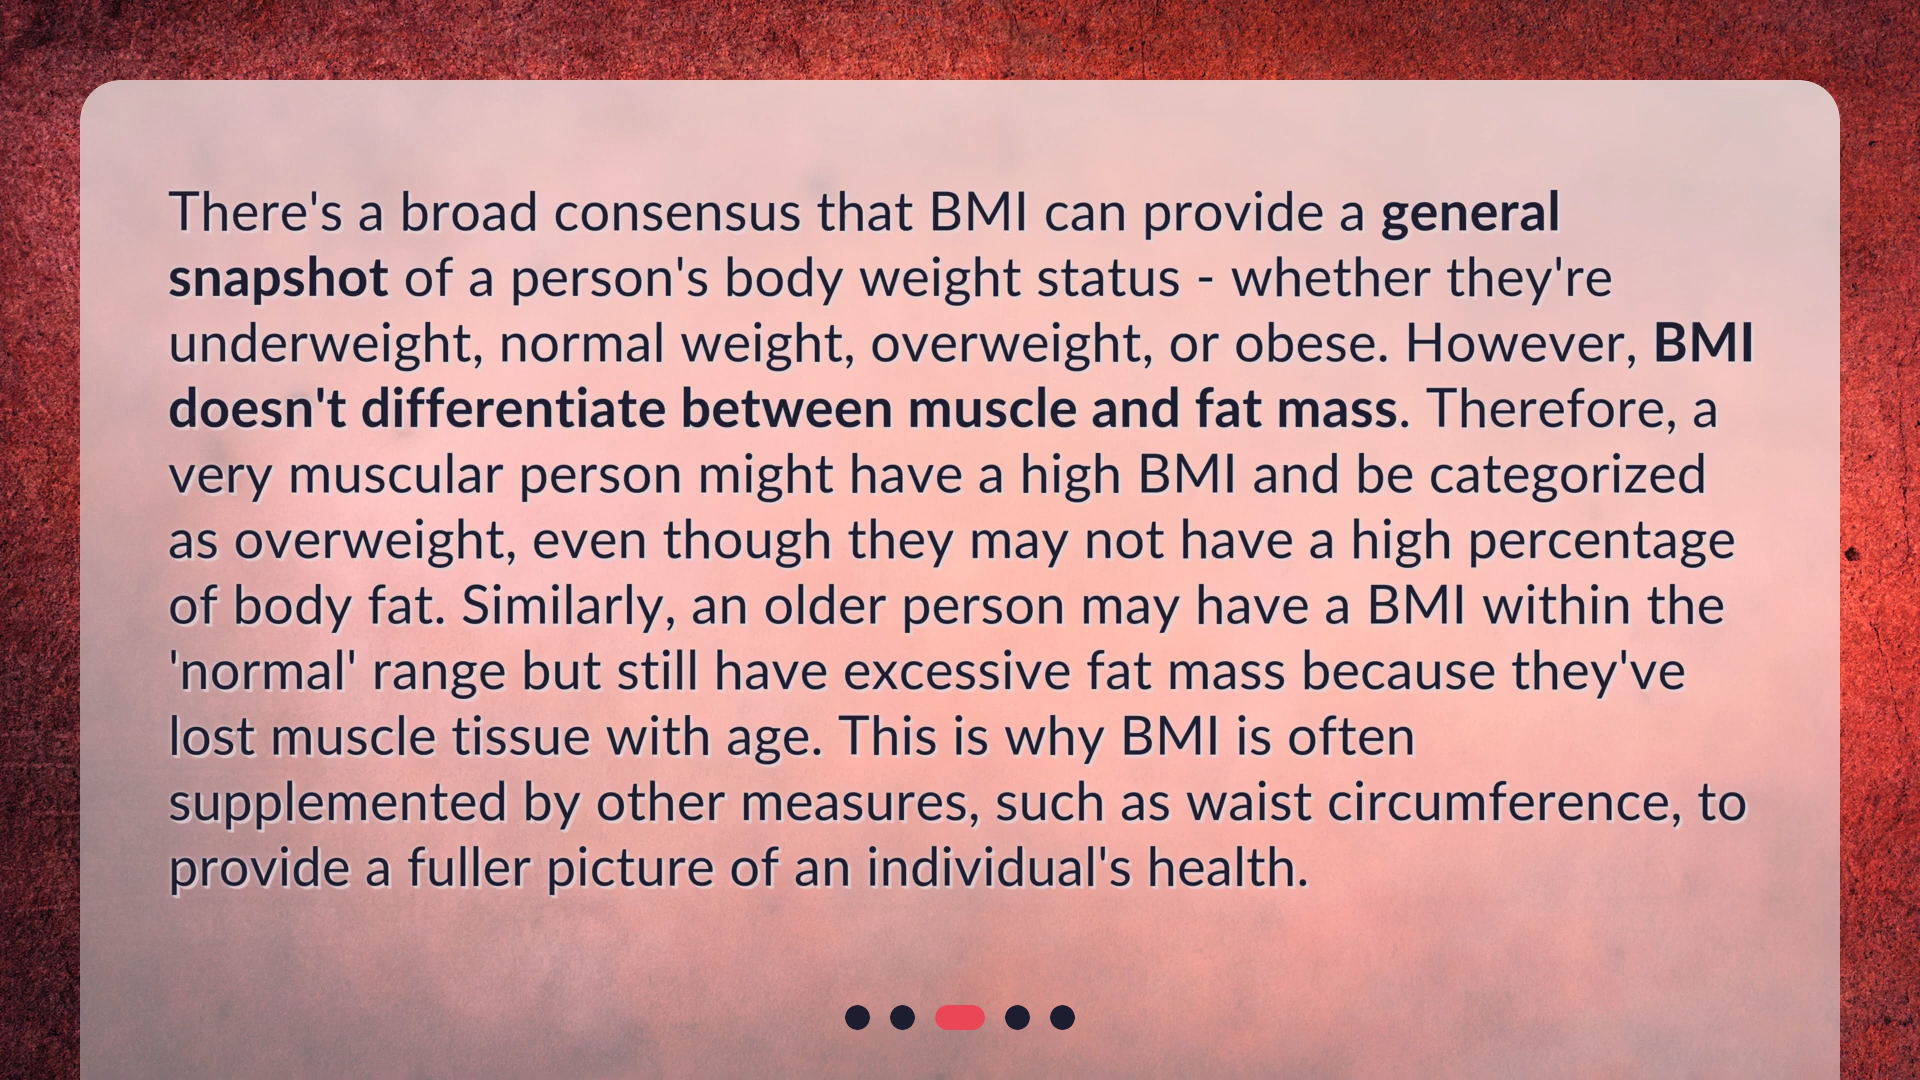 There's a broad consensus that BMI can provide a general
snapshot of a person's body weight status - whether they're
underweight, normal weight, overweight, or obese. However, BMI
doesn't differentiate between muscle and fat mass. Therefore, a
very muscular person might have a high BMI and be categorized
as overweight, even though they may not have a high percentage
of body fat. Similarly, an older person may have a BMI within the
'normal' range but still have excessive fat mass because they've
lost muscle tissue with age. This is why BMI is often
supplemented by other measures, such as waist circumference, to
provide a fuller picture of an individual's health.